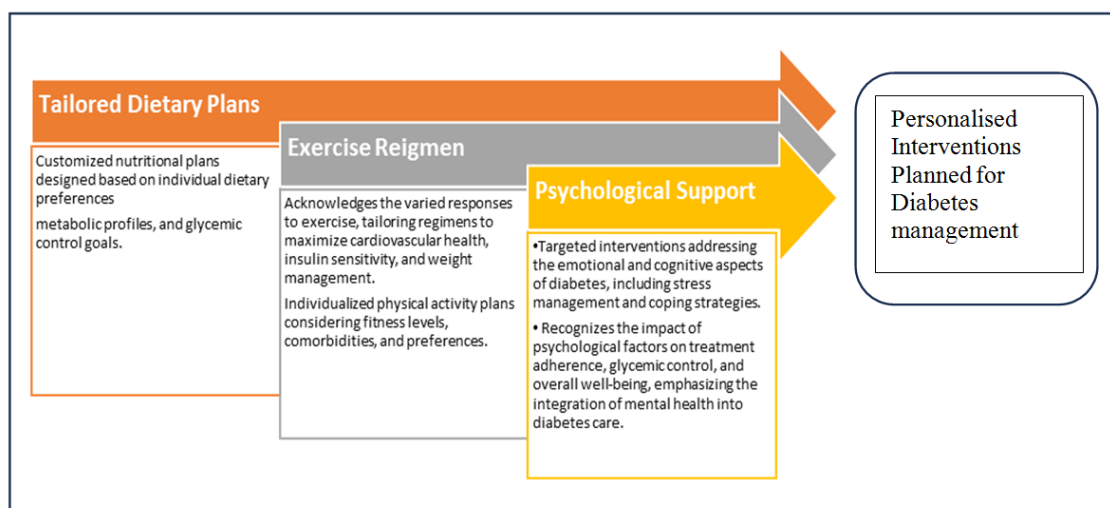 Tailored Dietary Plans
Customized nutritional plans
designed based on individual dietary
preferences
metabolic profiles, and glycemic
control goals.
Exercise Reigmen
Acknowledges the varied responses
to exercise, tailoring regimens to
maximize cardiovascular health,
insulin sensitivity, and weight
management.
Individualized physical activity plans
considering fitness levels,
comorbidities, and preferences.
Psychological Support
•Targeted interventions addressing
the emotional and cognitive aspects
of diabetes, including stress
management and coping strategies.
• Recognizes the impact of
psychological factors on treatment
adherence, glycemic control, and
overall well-being, emphasizing the
integration of mental health into
diabetes care.
Personalised
Interventions
Planned for
Diabetes
management